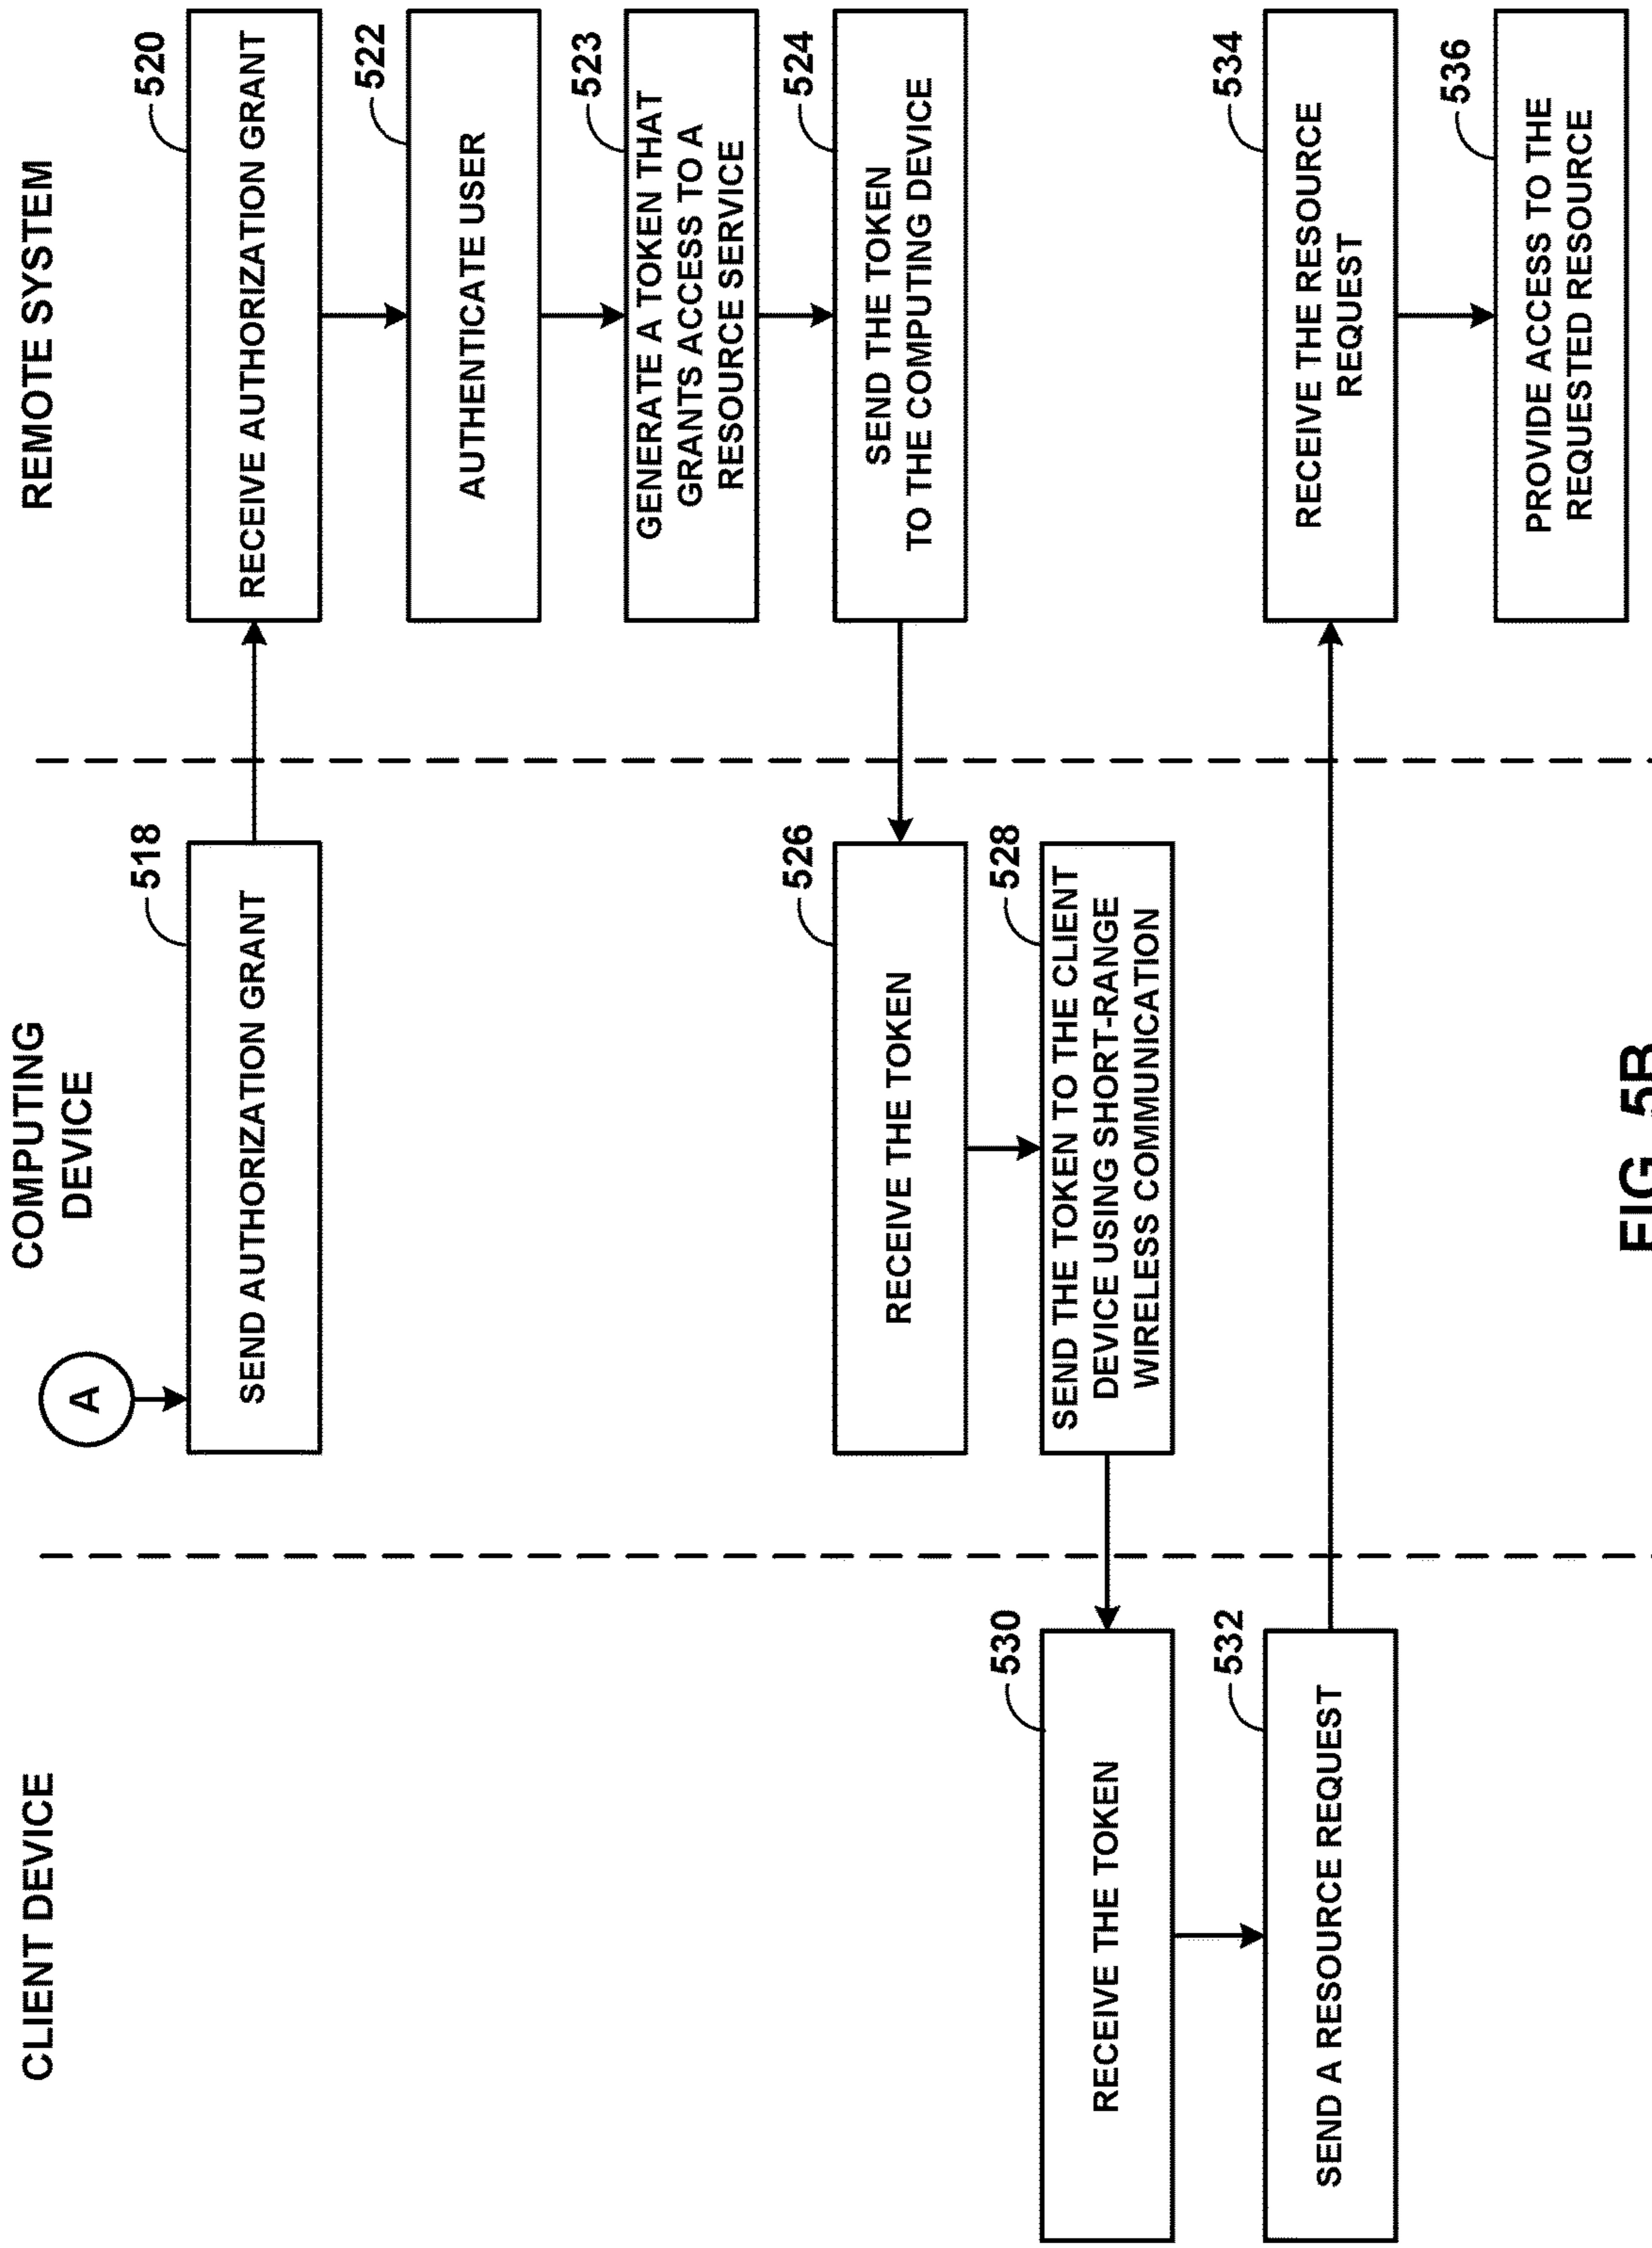 CLIENT DEVICE
COMPUTING
DEVICE
REMOTE SYSTEM
A
518
SEND AUTHORIZATION GRANT
520
RECEIVE AUTHORIZATION GRANT
522
AUTHENTICATE USER
523
GENERATE A TOKEN THAT
GRANTS ACCESS TO A
RESOURCE SERVICE
524
SEND THE TOKEN
TO THE COMPUTING DEVICE
526
RECEIVE THE TOKEN
528
SEND THE TOKEN TO THE CLIENT
DEVICE USING SHORT-RANGE
WIRELESS COMMUNICATION
530
RECEIVE THE TOKEN
532
SEND A RESOURCE REQUEST
534
RECEIVE THE RESOURCE
REQUEST
536
PROVIDE ACCESS TO THE
REQUESTED RESOURCE
FIG. 5B